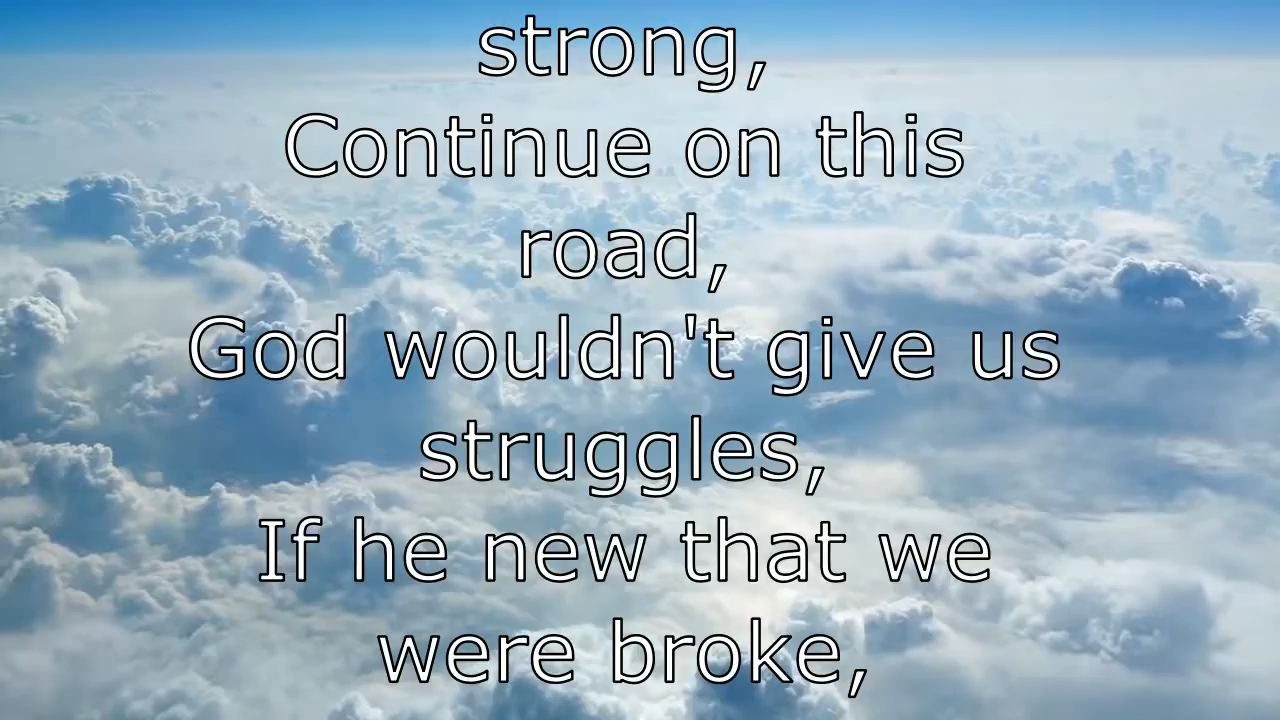 strong,
Continue on this
road,
God wouldn't give us
struggles,
If he new that we
were broke,